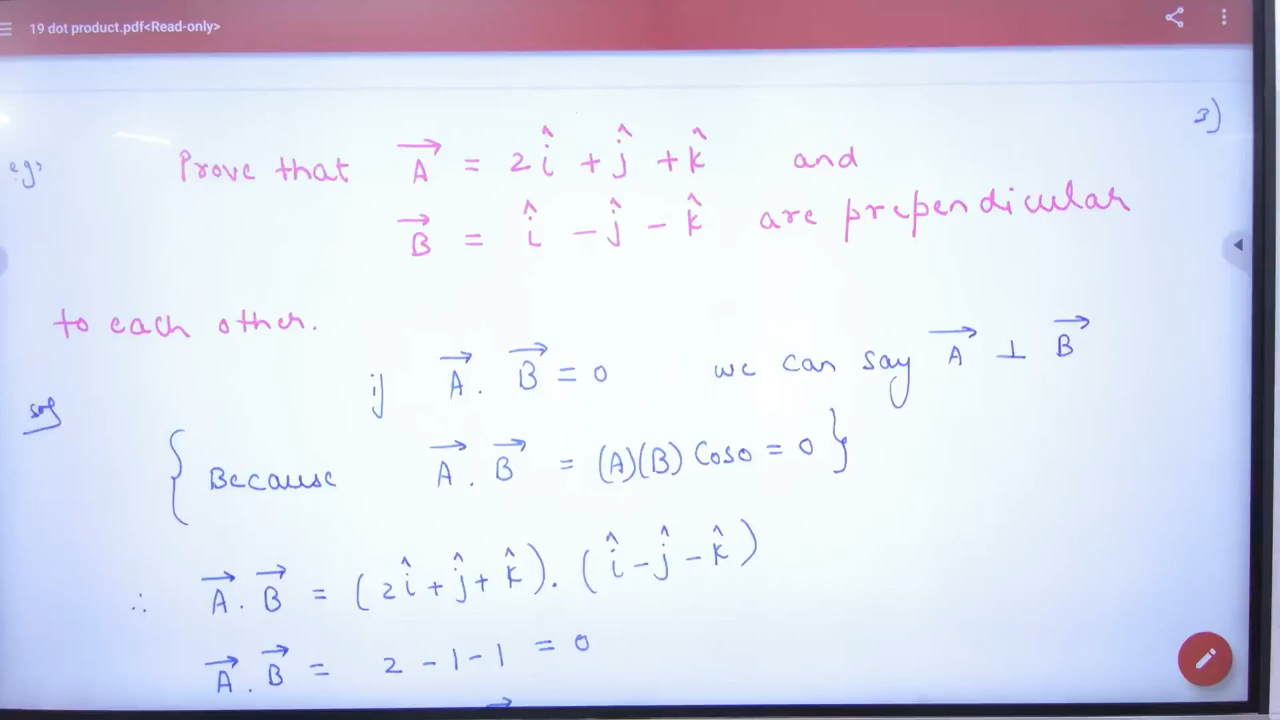 19 dot product.pdf<Read-only>
3)
eg:
Prove that A⃗ = 2î + ĵ + k̂ and
B⃗ = î - ĵ - k̂ are prependicular
to each other.
if A⃗ . B⃗ = 0 we can say A⃗ ⊥ B⃗
sol
{ Because A⃗ . B⃗ = (A)(B) Cos0 = 0 }
∴ A⃗ . B⃗ = (2î + ĵ + k̂) . (î - ĵ - k̂)
A⃗ . B⃗ = 2 - 1 - 1 = 0